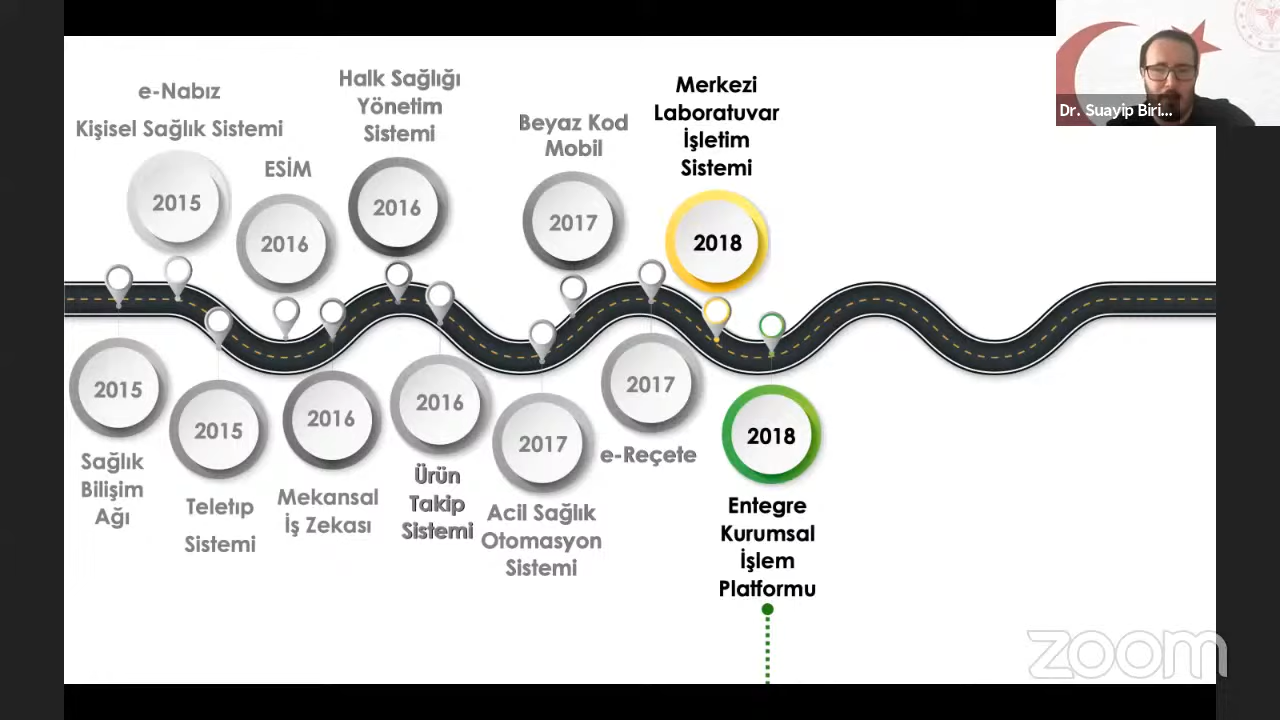 e-Nabız
Kişisel Sağlık Sistemi
2015
ESİM
2016
Halk Sağlığı
Yönetim
Sistemi
2016
Beyaz Kod
Mobil
2017
Merkezi
Laboratuvar
İşletim
Sistemi
2018
Dr. Suayip Biri...
2015
Sağlık
Bilişim
Ağı
2015
Teletıp
Sistemi
2016
Mekansal
İş Zekası
2016
Ürün
Takip
Sistemi
2017
Acil Sağlık
Otomasyon
Sistemi
2017
e-Reçete
2018
Entegre
Kurumsal
İşlem
Platformu
zoom